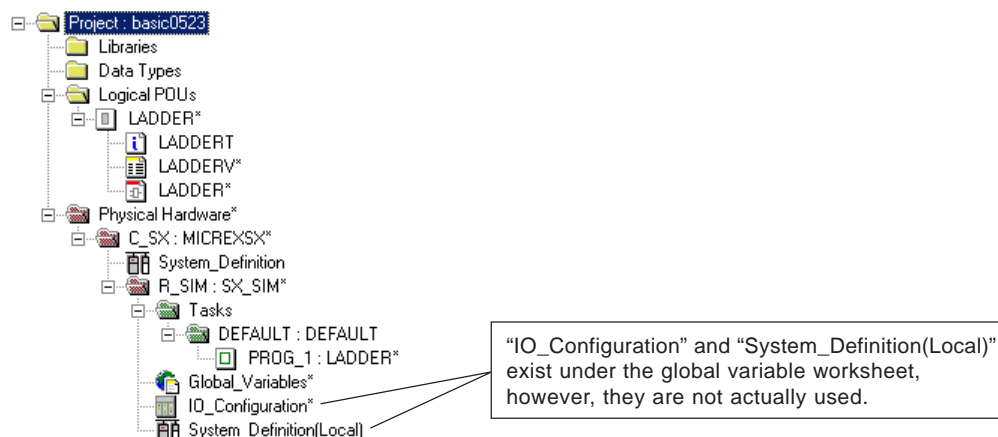 Project : basic0523
Libraries
Data Types
Logical POUs
LADDER*
LADDERT
LADDERV*
LADDER*
Physical Hardware*
C_SX : MICREXSX*
System_Definition
R_SIM : SX_SIM*
Tasks
DEFAULT : DEFAULT
PROG_1 : LADDER*
Global_Variables*
IO_Configuration*
System_Definition(Local)
“IO_Configuration” and “System_Definition(Local)”
exist under the global variable worksheet,
however, they are not actually used.